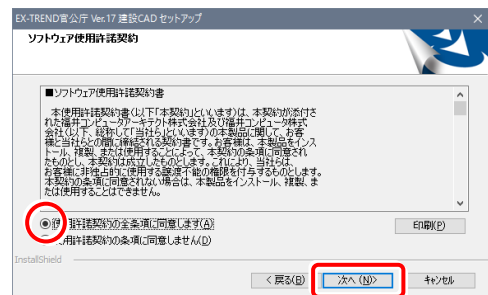 EX-TREND官公庁 Ver.17 建設CAD セットアップ
ソフトウェア使用許諾契約
■ソフトウェア使用許諾契約書
本使用許諾契約書(以下「本契約」といいます)は、本契約が添付さ
れた福井コンピュータアーキテクト株式会社及び福井コンピュータ株式
会社(以下、総称して「当社ら」といいます)の本製品に関して、お客
様と当社らとの間に締結される契約書です。お客様は、本製品をインス
トール、複製、または使用することによって、本契約の条項に同意され
たものとし、本契約は成立したものとします。これにより、当社らは、
お客様に非独占的に使用する譲渡不能の権限を付与するものとします。
本契約の条項に同意されない場合は、本製品をインストール、複製、ま
たは使用することはできません。
使用許諾契約の全条項に同意します(A)
使用許諾契約の条項に同意しません(D)
印刷(P)
InstallShield
< 戻る(B)
次へ (N)>
キャンセル